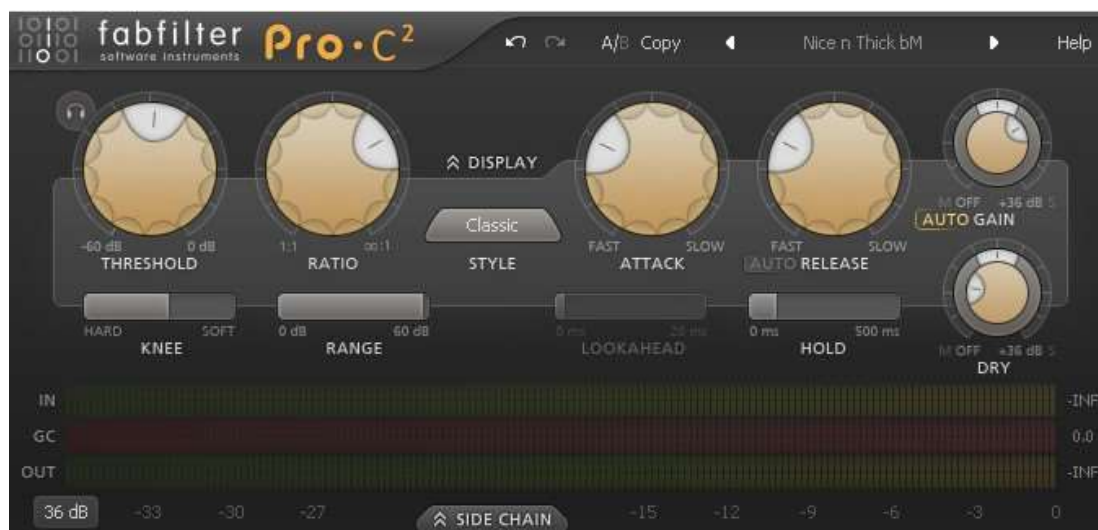 fabfilter
software instruments
Pro·C²
A/B Copy
Nice n Thick bM
Help
DISPLAY
-60 dB 0 dB
THRESHOLD
1:1 ∞:1
RATIO
Classic
STYLE
FAST SLOW
ATTACK
FAST SLOW
AUTO RELEASE
M OFF +36 dB S
AUTO GAIN
HARD SOFT
KNEE
0 dB 60 dB
RANGE
0 ms 20 ms
LOOKAHEAD
0 ms 500 ms
HOLD
M OFF +36 dB S
DRY
IN -INF
GC 0.0
OUT -INF
36 dB -33 -30 -27 SIDE CHAIN -15 -12 -9 -6 -3 0